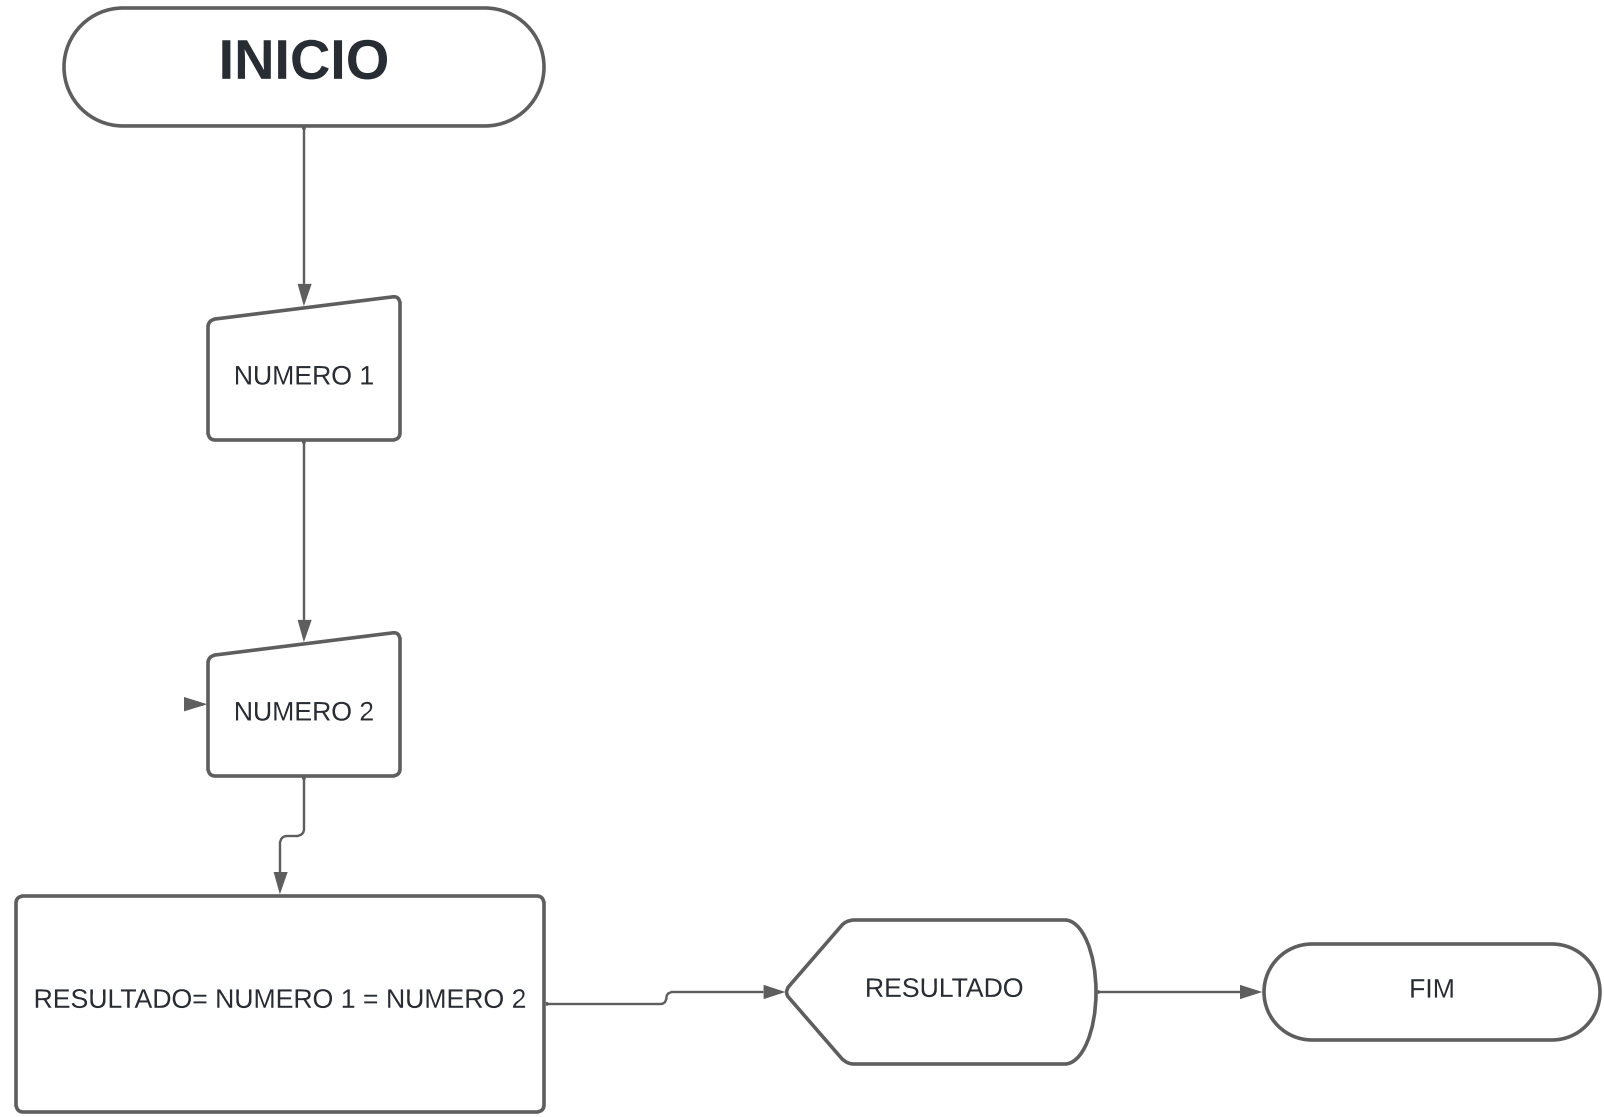 INICIO
NUMERO 1
NUMERO 2
RESULTADO= NUMERO 1 = NUMERO 2
RESULTADO
FIM